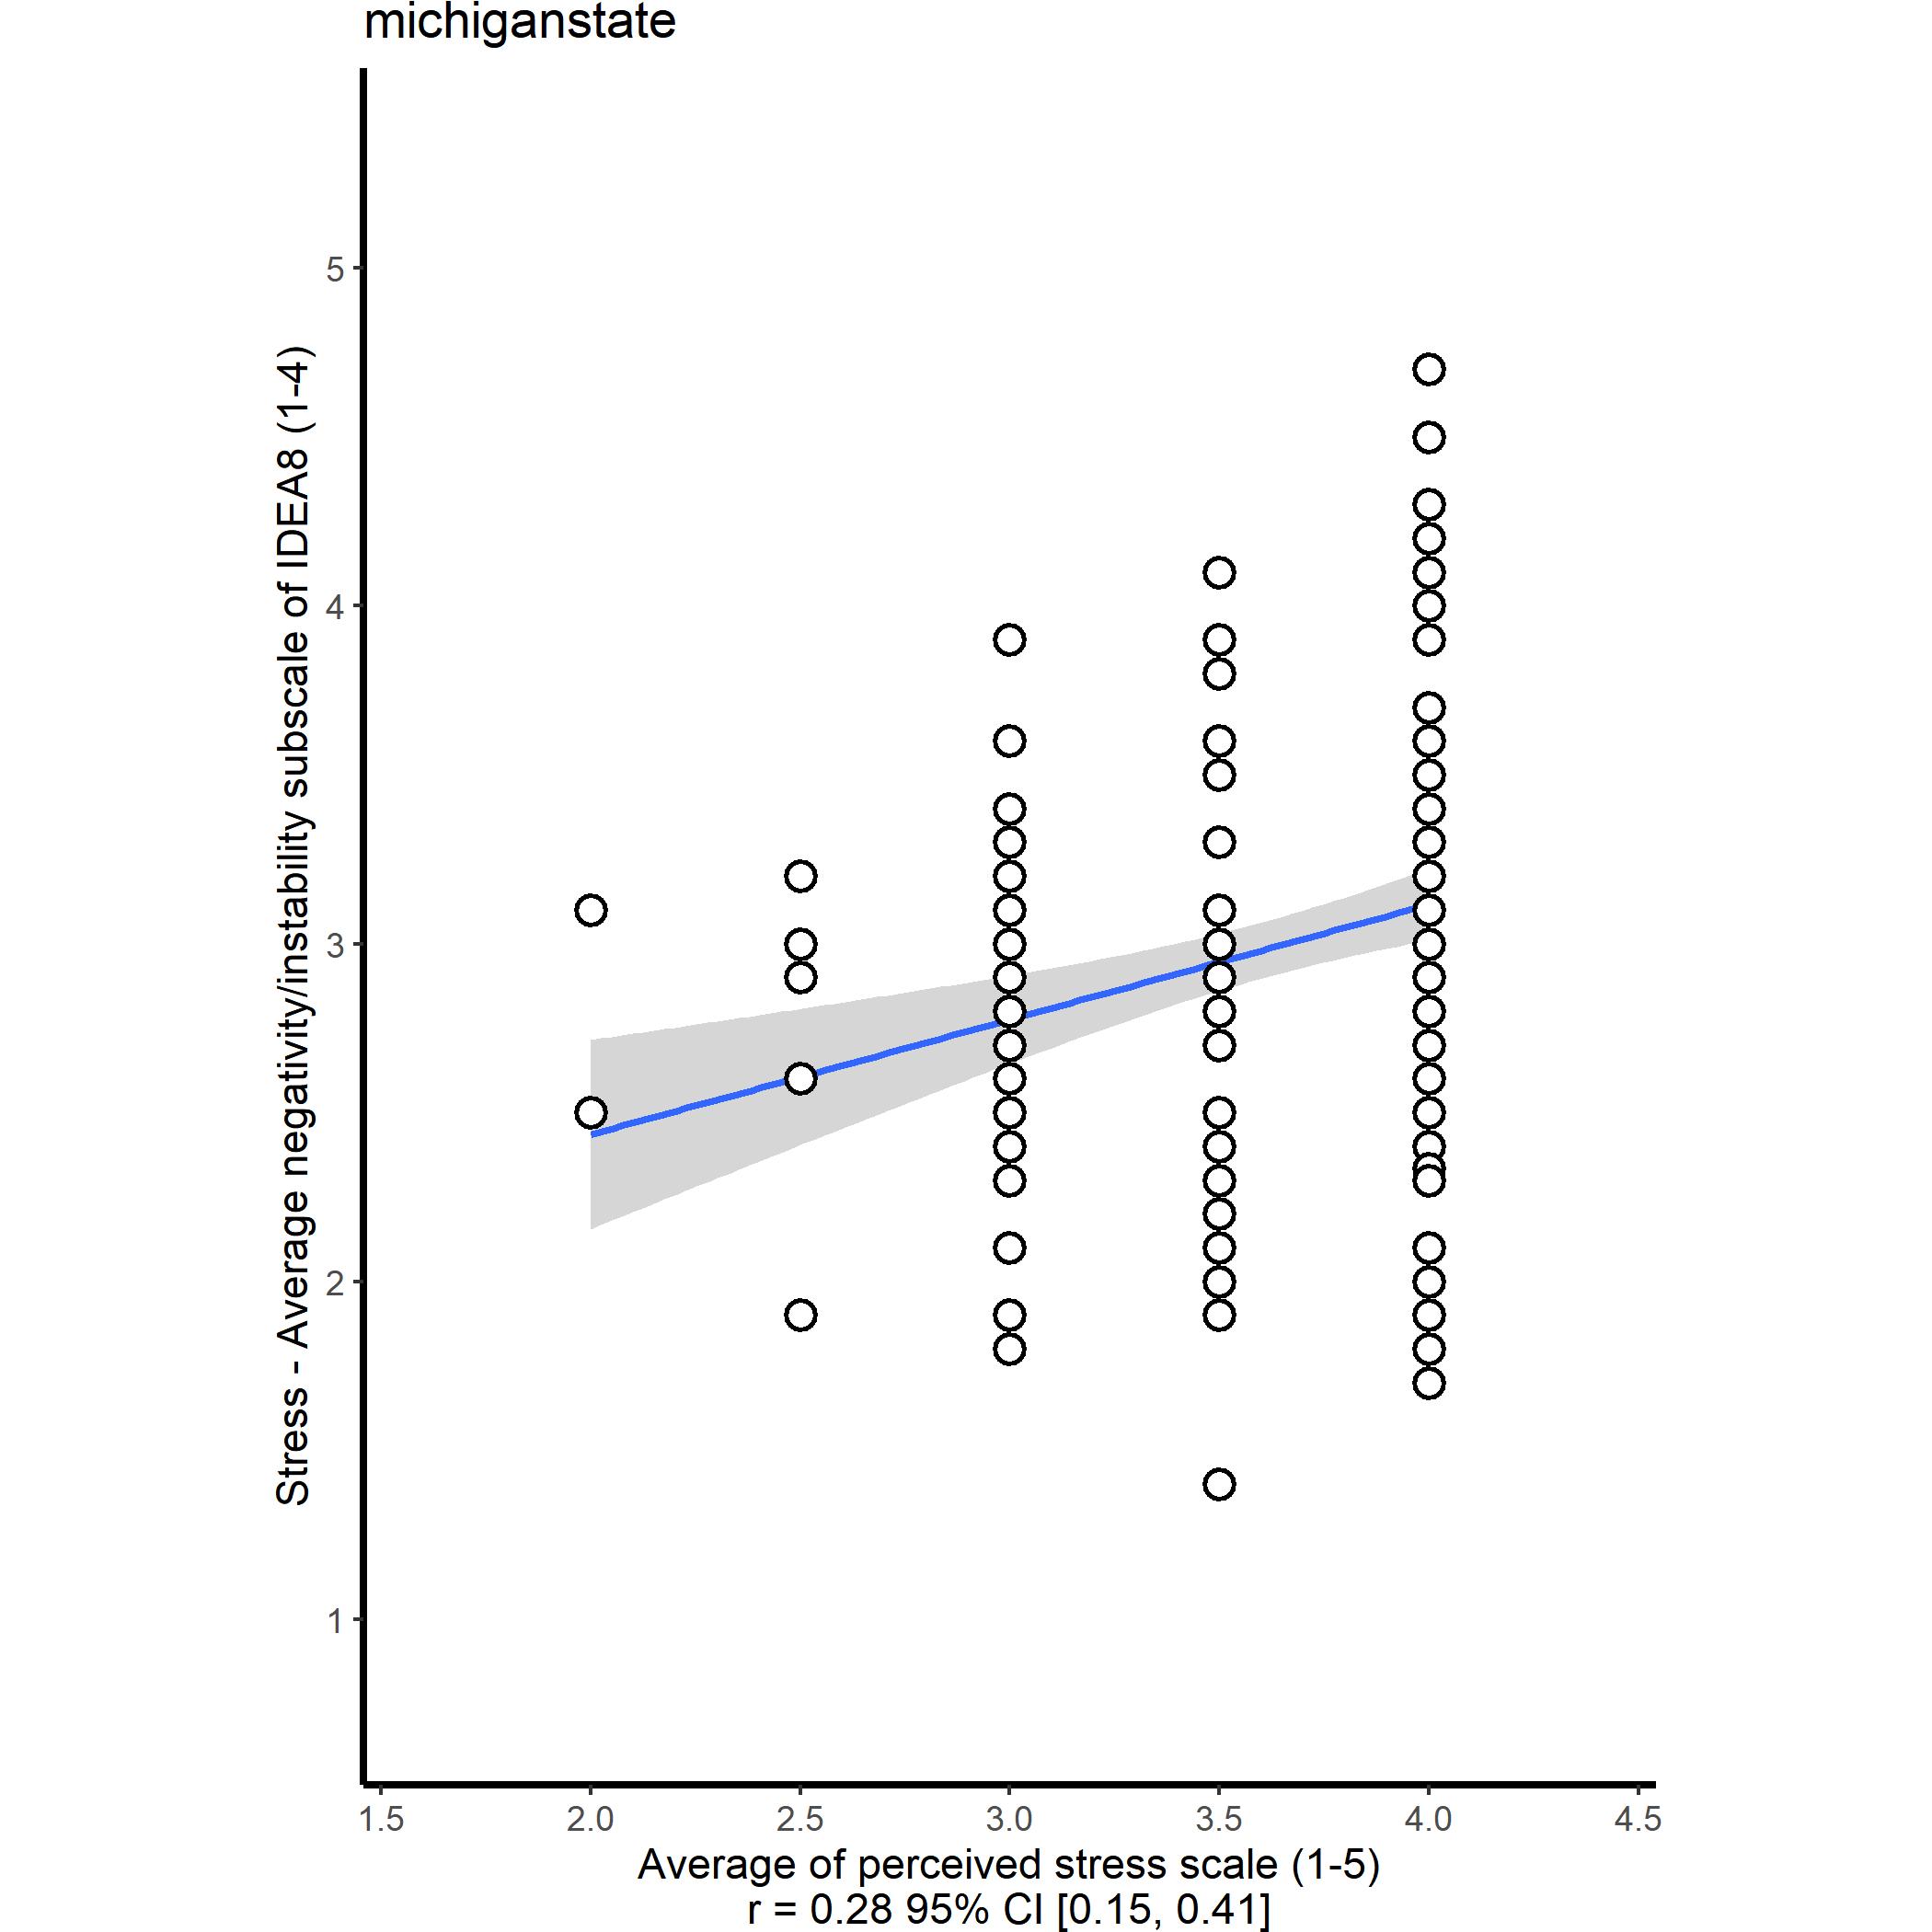 michiganstate
Stress - Average negativity/instability subscale of IDEA8 (1-4)
5
4
3
2
1
1.5 2.0 2.5 3.0 3.5 4.0 4.5
Average of perceived stress scale (1-5)
r = 0.28 95% CI [0.15, 0.41]